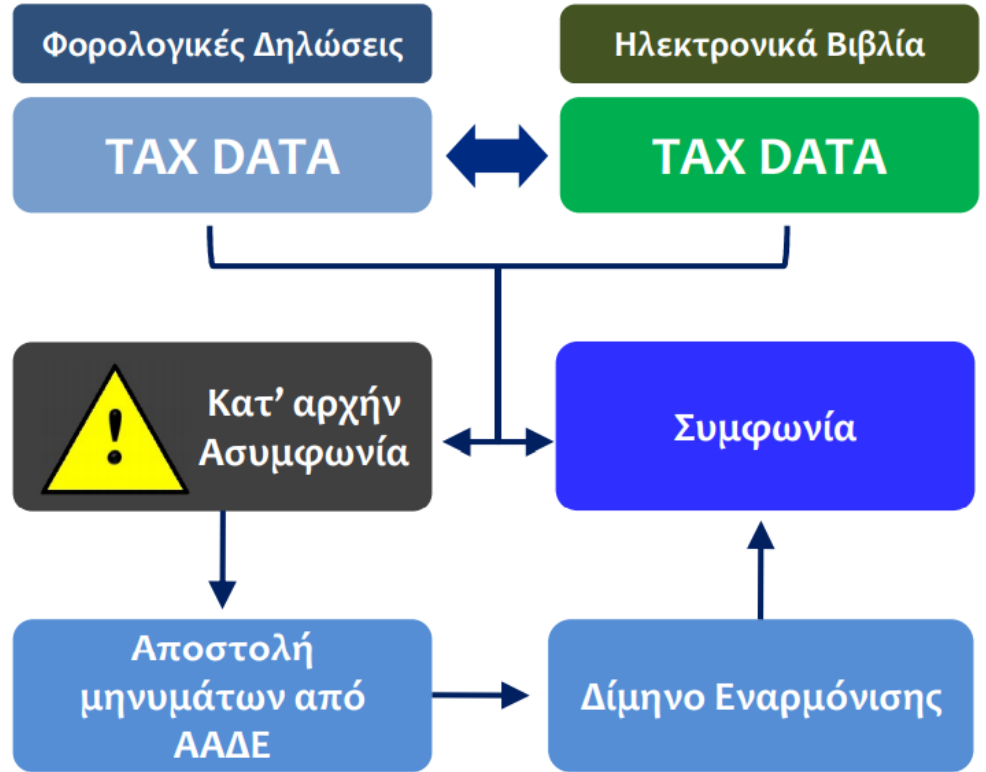 Φορολογικές Δηλώσεις
Ηλεκτρονικά Βιβλία
TAX DATA
TAX DATA
!
Κατ’ αρχήν
Ασυμφωνία
Συμφωνία
Αποστολή
μηνυμάτων από
ΑΑΔΕ
Δίμηνο Εναρμόνισης